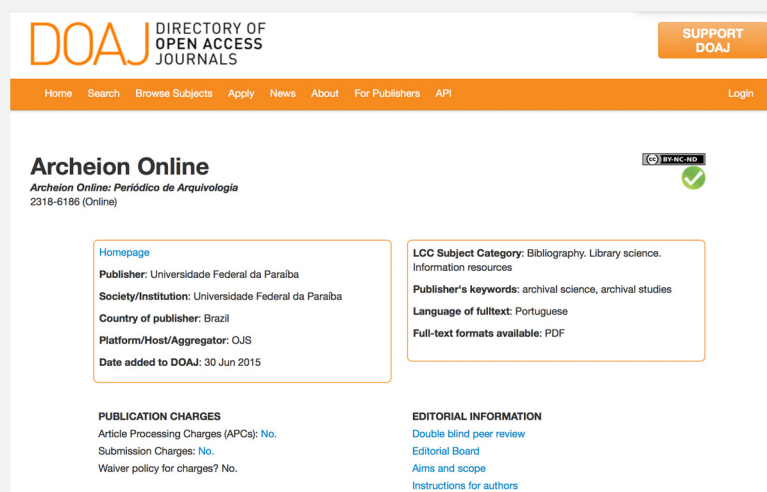 DOAJ DIRECTORY OF OPEN ACCESS JOURNALS
SUPPORT DOAJ
Home Search Browse Subjects Apply News About For Publishers API Login
Archeion Online
Archeion Online: Periódico de Arquivologia
2318-6186 (Online)
(cc) BY-NC-ND
Homepage
Publisher: Universidade Federal da Paraíba
Society/Institution: Universidade Federal da Paraíba
Country of publisher: Brazil
Platform/Host/Aggregator: OJS
Date added to DOAJ: 30 Jun 2015
LCC Subject Category: Bibliography. Library science.
Information resources
Publisher's keywords: archival science, archival studies
Language of fulltext: Portuguese
Full-text formats available: PDF
PUBLICATION CHARGES
Article Processing Charges (APCs): No.
Submission Charges: No.
Waiver policy for charges? No.
EDITORIAL INFORMATION
Double blind peer review
Editorial Board
Aims and scope
Instructions for authors